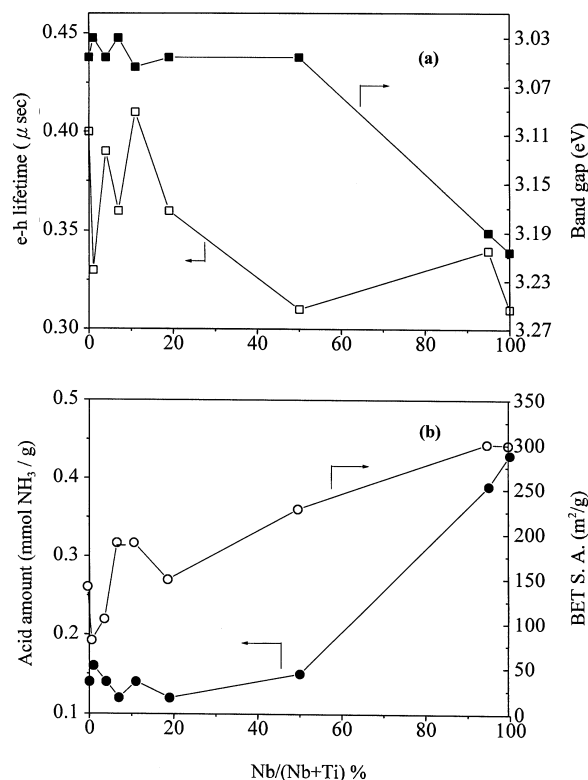 0.45
0.40
0.35
0.30
e-h lifetime ( μ sec)
(a)
3.03
3.07
3.11
3.15
3.19
3.23
3.27
Band gap (eV)
0 20 40 60 80 100
0.5
0.4
0.3
0.2
0.1
Acid amount (mmol NH₃ / g)
(b)
350
300
250
200
150
100
50
0
BET S. A. (m²/g)
0 20 40 60 80 100
Nb/(Nb+Ti) %